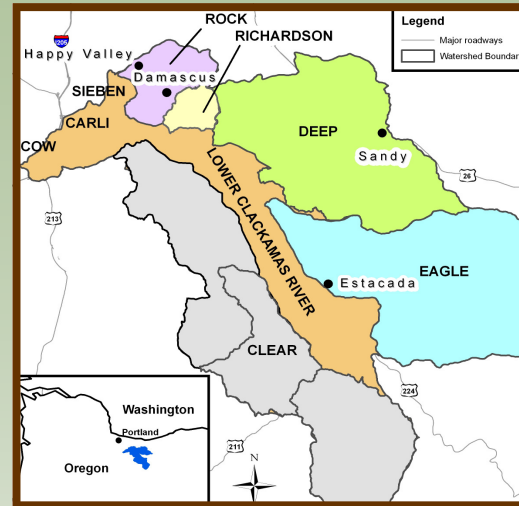 ROCK
Legend
Major roadways
Watershed Boundar
205
RICHARDSON
Happy Valley
Damascus
SIEBEN
CARLI
DEEP
COW
Sandy
LOWER CLACKAMAS RIVER
26
213
EAGLE
Estacada
CLEAR
224
Washington
Portland
Oregon
211
N